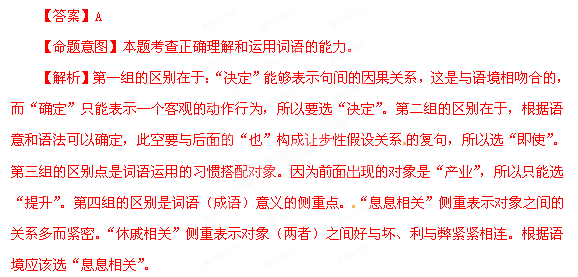 【答案】A
【命题意图】本题考查正确理解和运用词语的能力。
【解析】第一组的区别在于：“决定”能够表示句间的因果关系，这是与语境相吻合的，
而“确定”只能表示一个客观的动作行为，所以要选“决定”。第二组的区别在于，根据语
意和语法可以确定，此空要与后面的“也”构成让步性假设关系的复句，所以选“即使”。
第三组的区别点是词语运用的习惯搭配对象。因为前面出现的对象是“产业”，所以只能选
“提升”。第四组的区别是词语（成语）意义的侧重点。“息息相关”侧重表示对象之间的
关系多而紧密。“休戚相关”侧重表示对象（两者）之间好与坏、利与弊紧紧相连。根据语
境应该选“息息相关”。